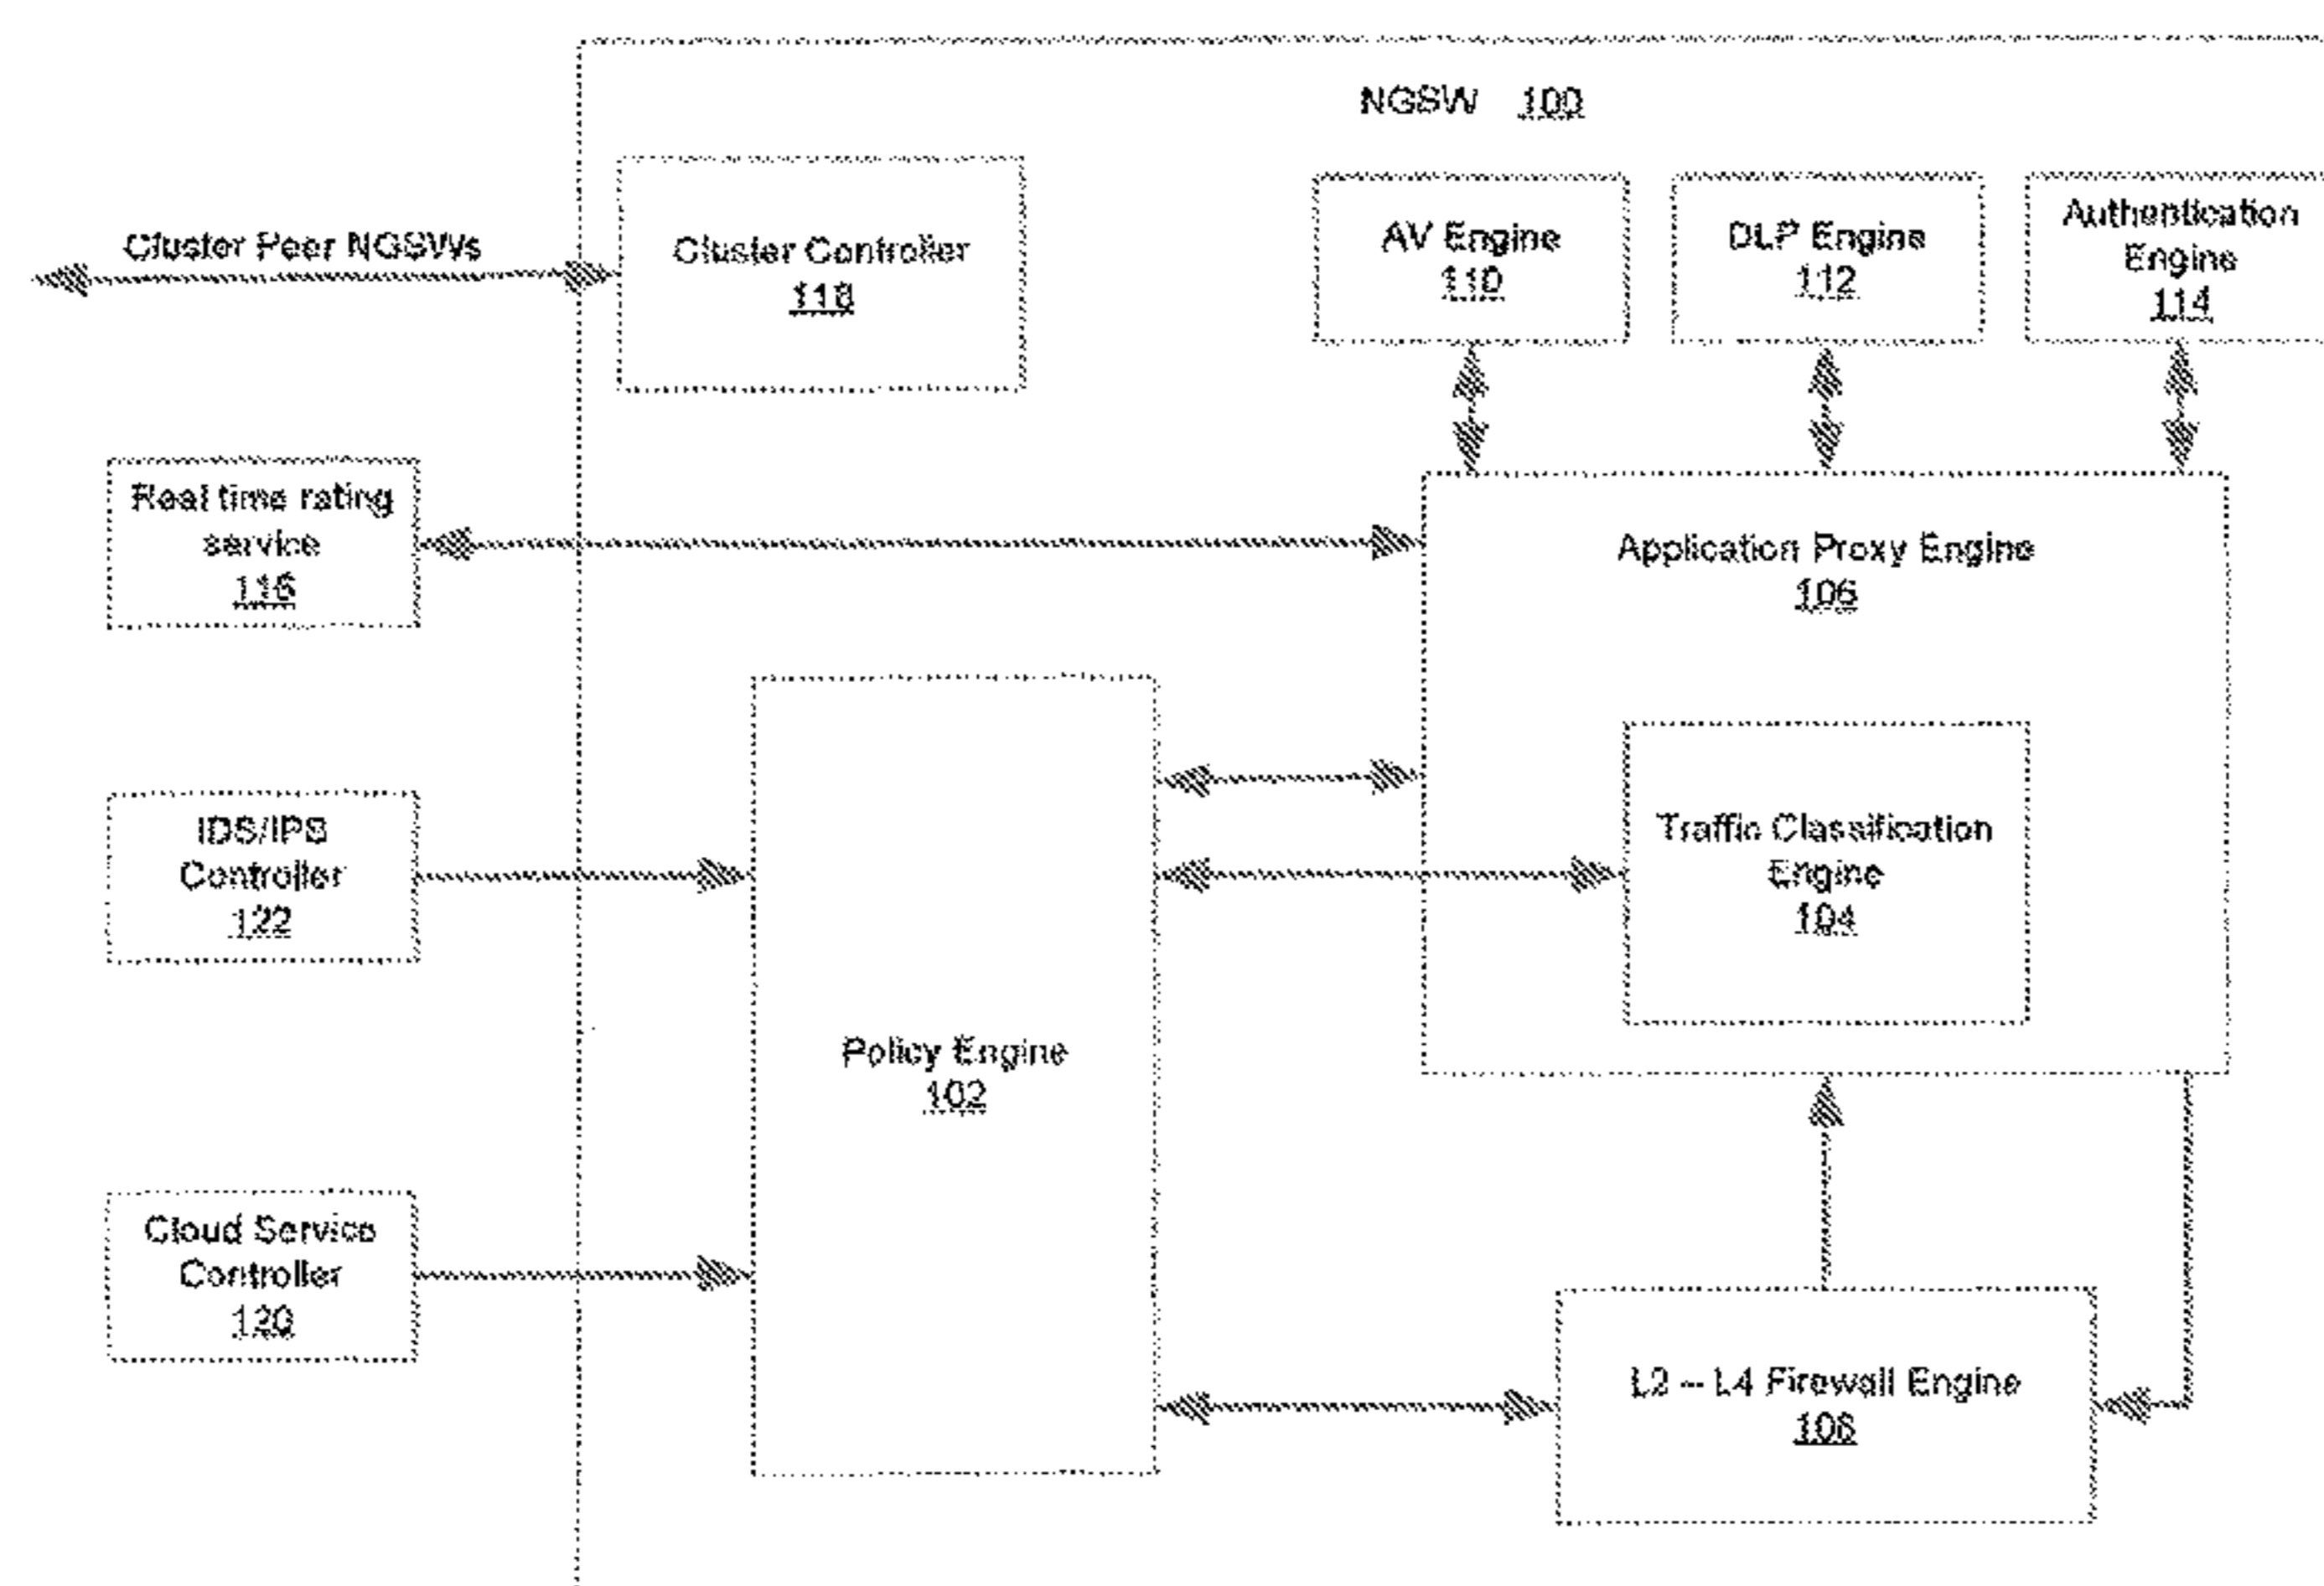 NGSW 100
Cluster Peer NGSWs
Cluster Controller
118
AV Engine
110
DLP Engine
112
Authentication
Engine
114
Real time rating
service
116
Application Proxy Engine
106
IDS/IPS
Controller
122
Traffic Classification
Engine
104
Policy Engine
102
Cloud Service
Controller
120
L2 – L4 Firewall Engine
108